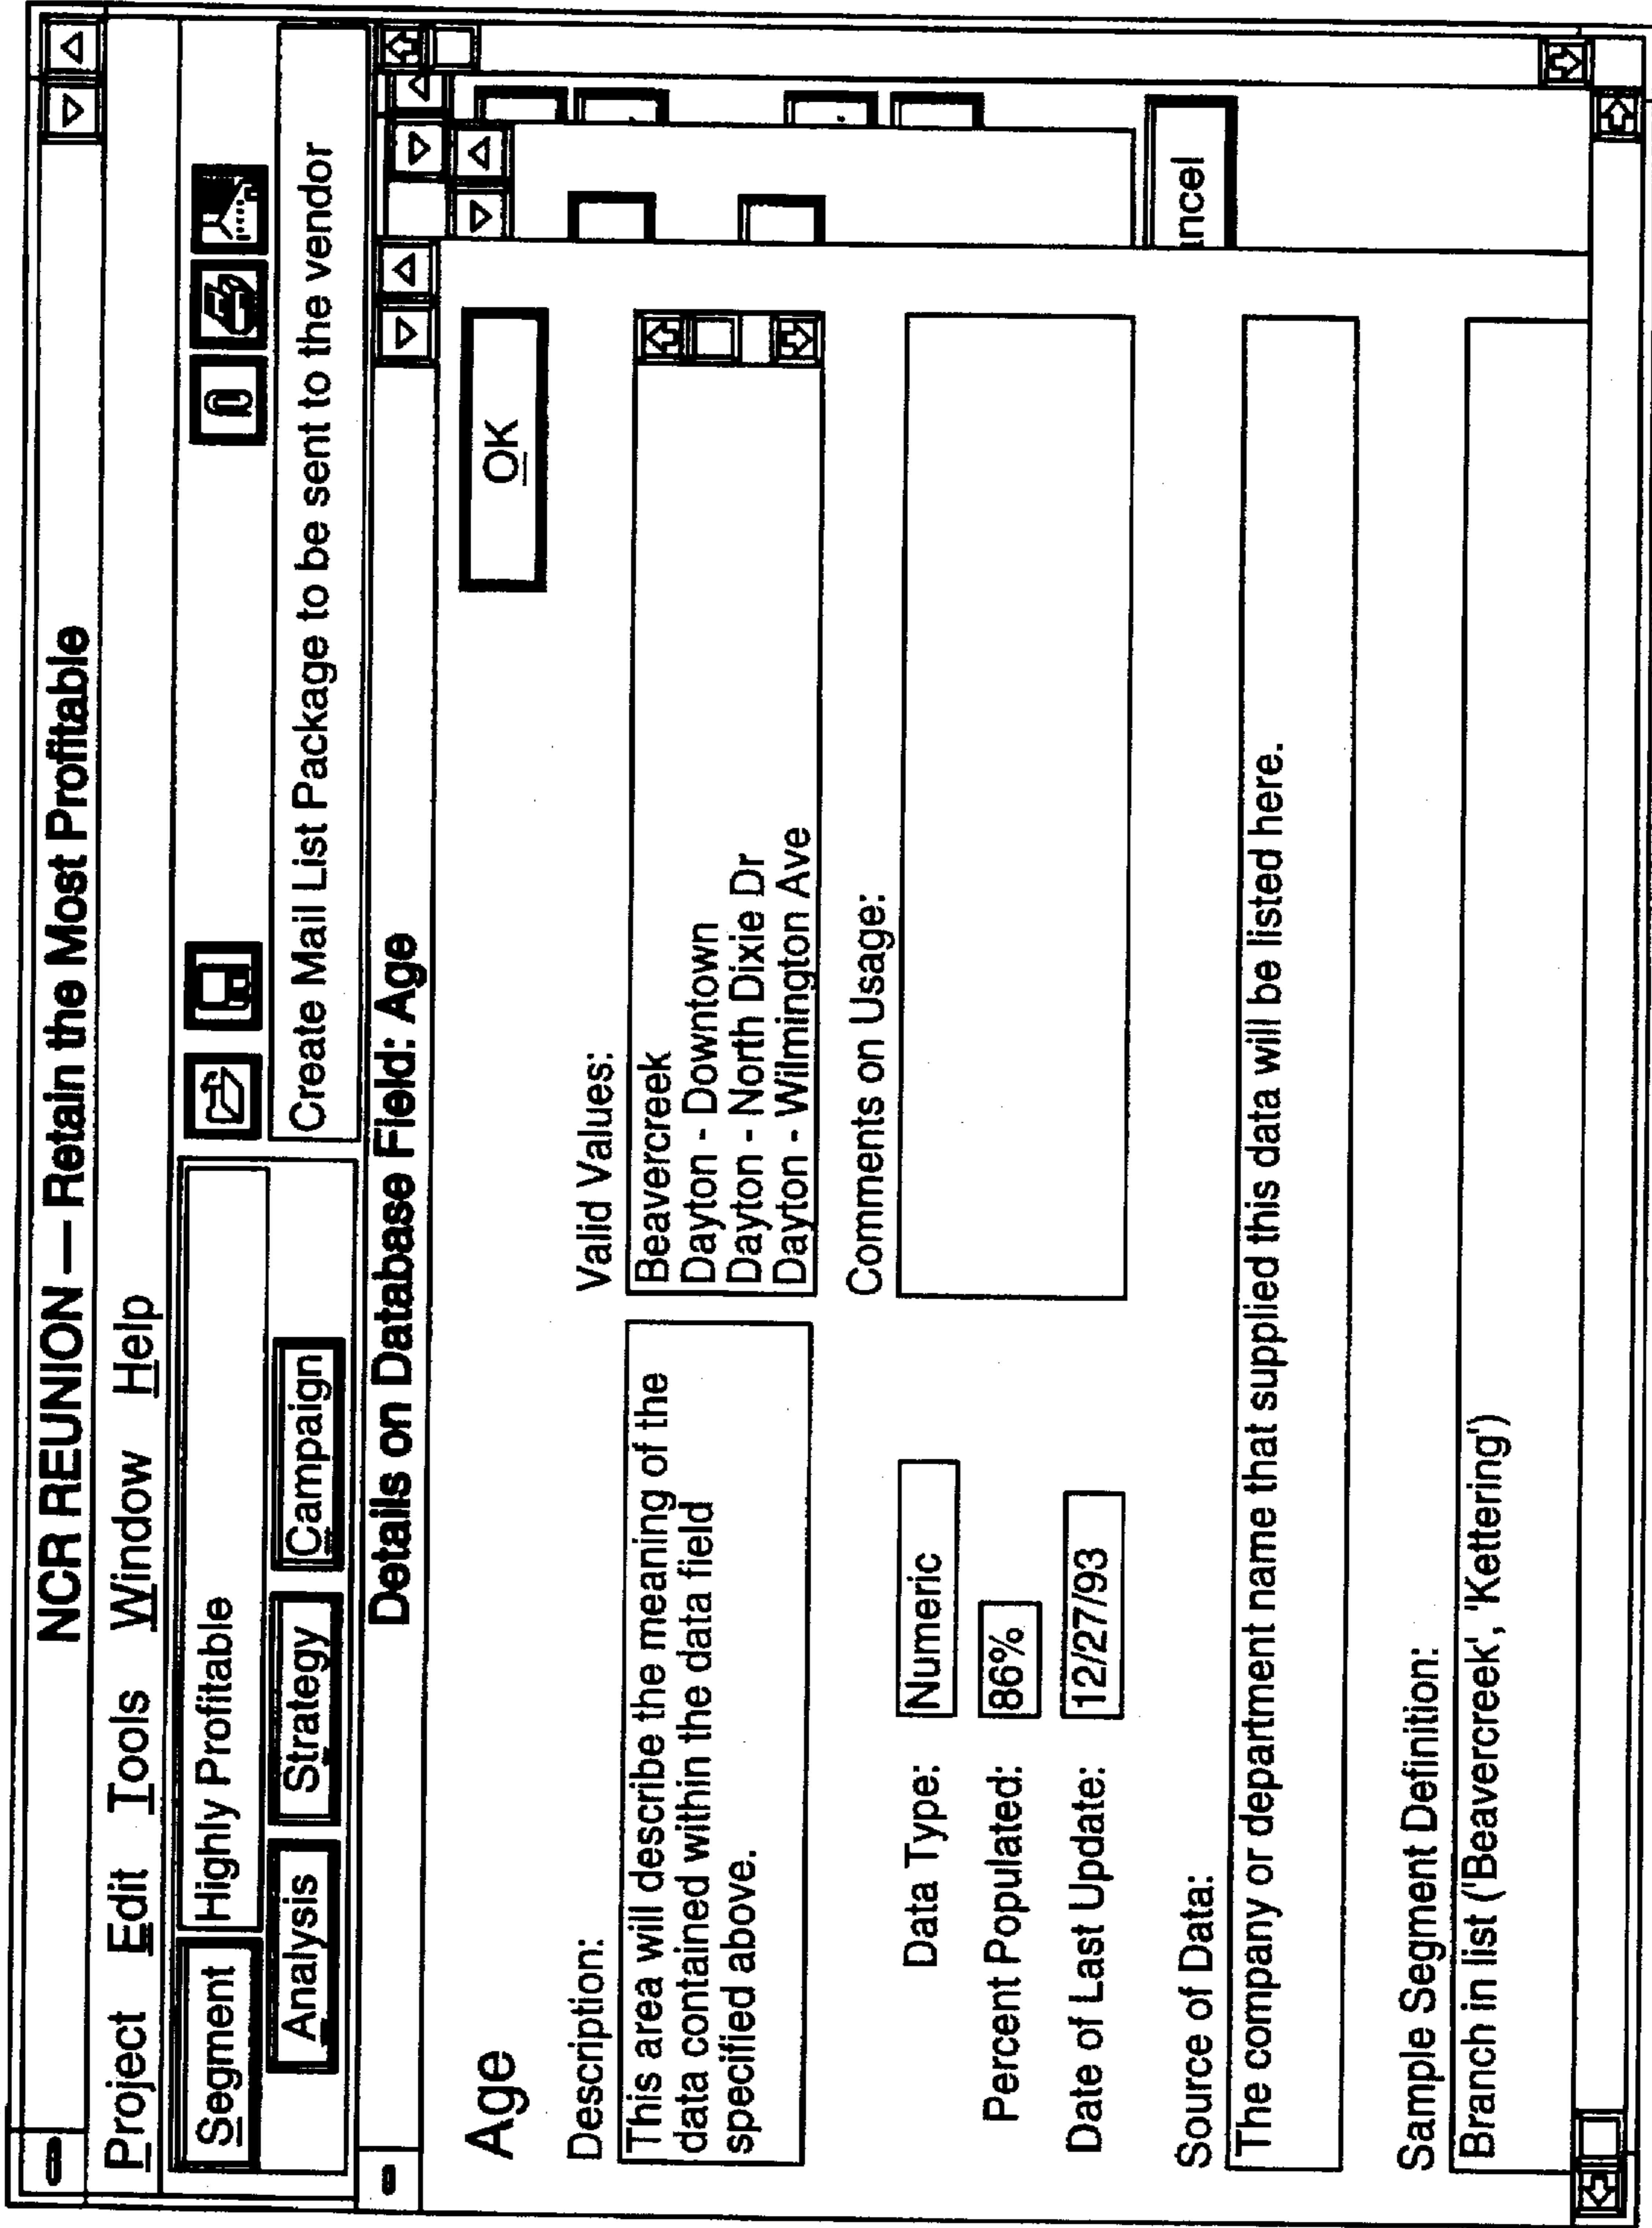 NCR REUNION — Retain the Most Profitable
Project Edit Tools Window Help
Segment Highly Profitable
Analysis Strategy Campaign
Create Mail List Package to be sent to the vendor
Details on Database Field: Age
Age
OK
Description:
This area will describe the meaning of the
data contained within the data field
specified above.
Valid Values:
Beavercreek
Dayton - Downtown
Dayton - North Dixie Dr
Dayton - Wilmington Ave
Data Type: Numeric
Percent Populated: 86%
Date of Last Update: 12/27/93
Comments on Usage:
Source of Data:
The company or department name that supplied this data will be listed here.
Sample Segment Definition:
Branch in list ('Beavercreek', 'Kettering')
ncel